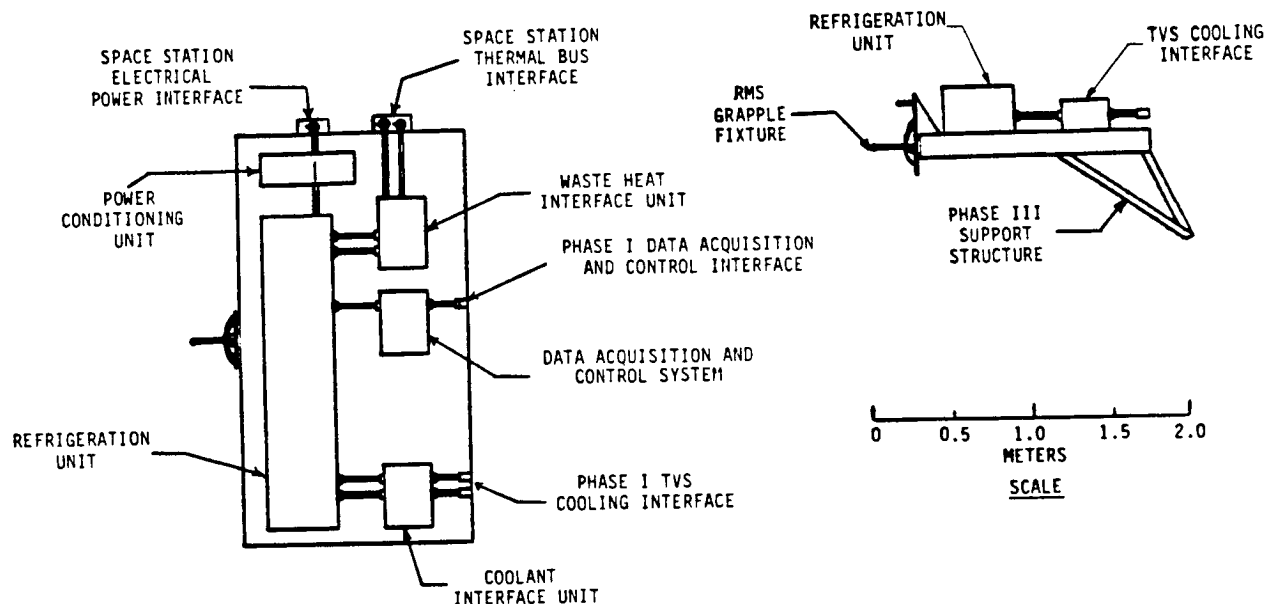 SPACE STATION
ELECTRICAL
POWER INTERFACE
SPACE STATION
THERMAL BUS
INTERFACE
POWER
CONDITIONING
UNIT
WASTE HEAT
INTERFACE UNIT
PHASE I DATA ACQUISITION
AND CONTROL INTERFACE
DATA ACQUISITION AND
CONTROL SYSTEM
REFRIGERATION
UNIT
PHASE I TVS
COOLING INTERFACE
COOLANT
INTERFACE UNIT
REFRIGERATION
UNIT
TVS COOLING
INTERFACE
RMS
GRAPPLE
FIXTURE
PHASE III
SUPPORT
STRUCTURE
0 0.5 1.0 1.5 2.0
METERS
SCALE